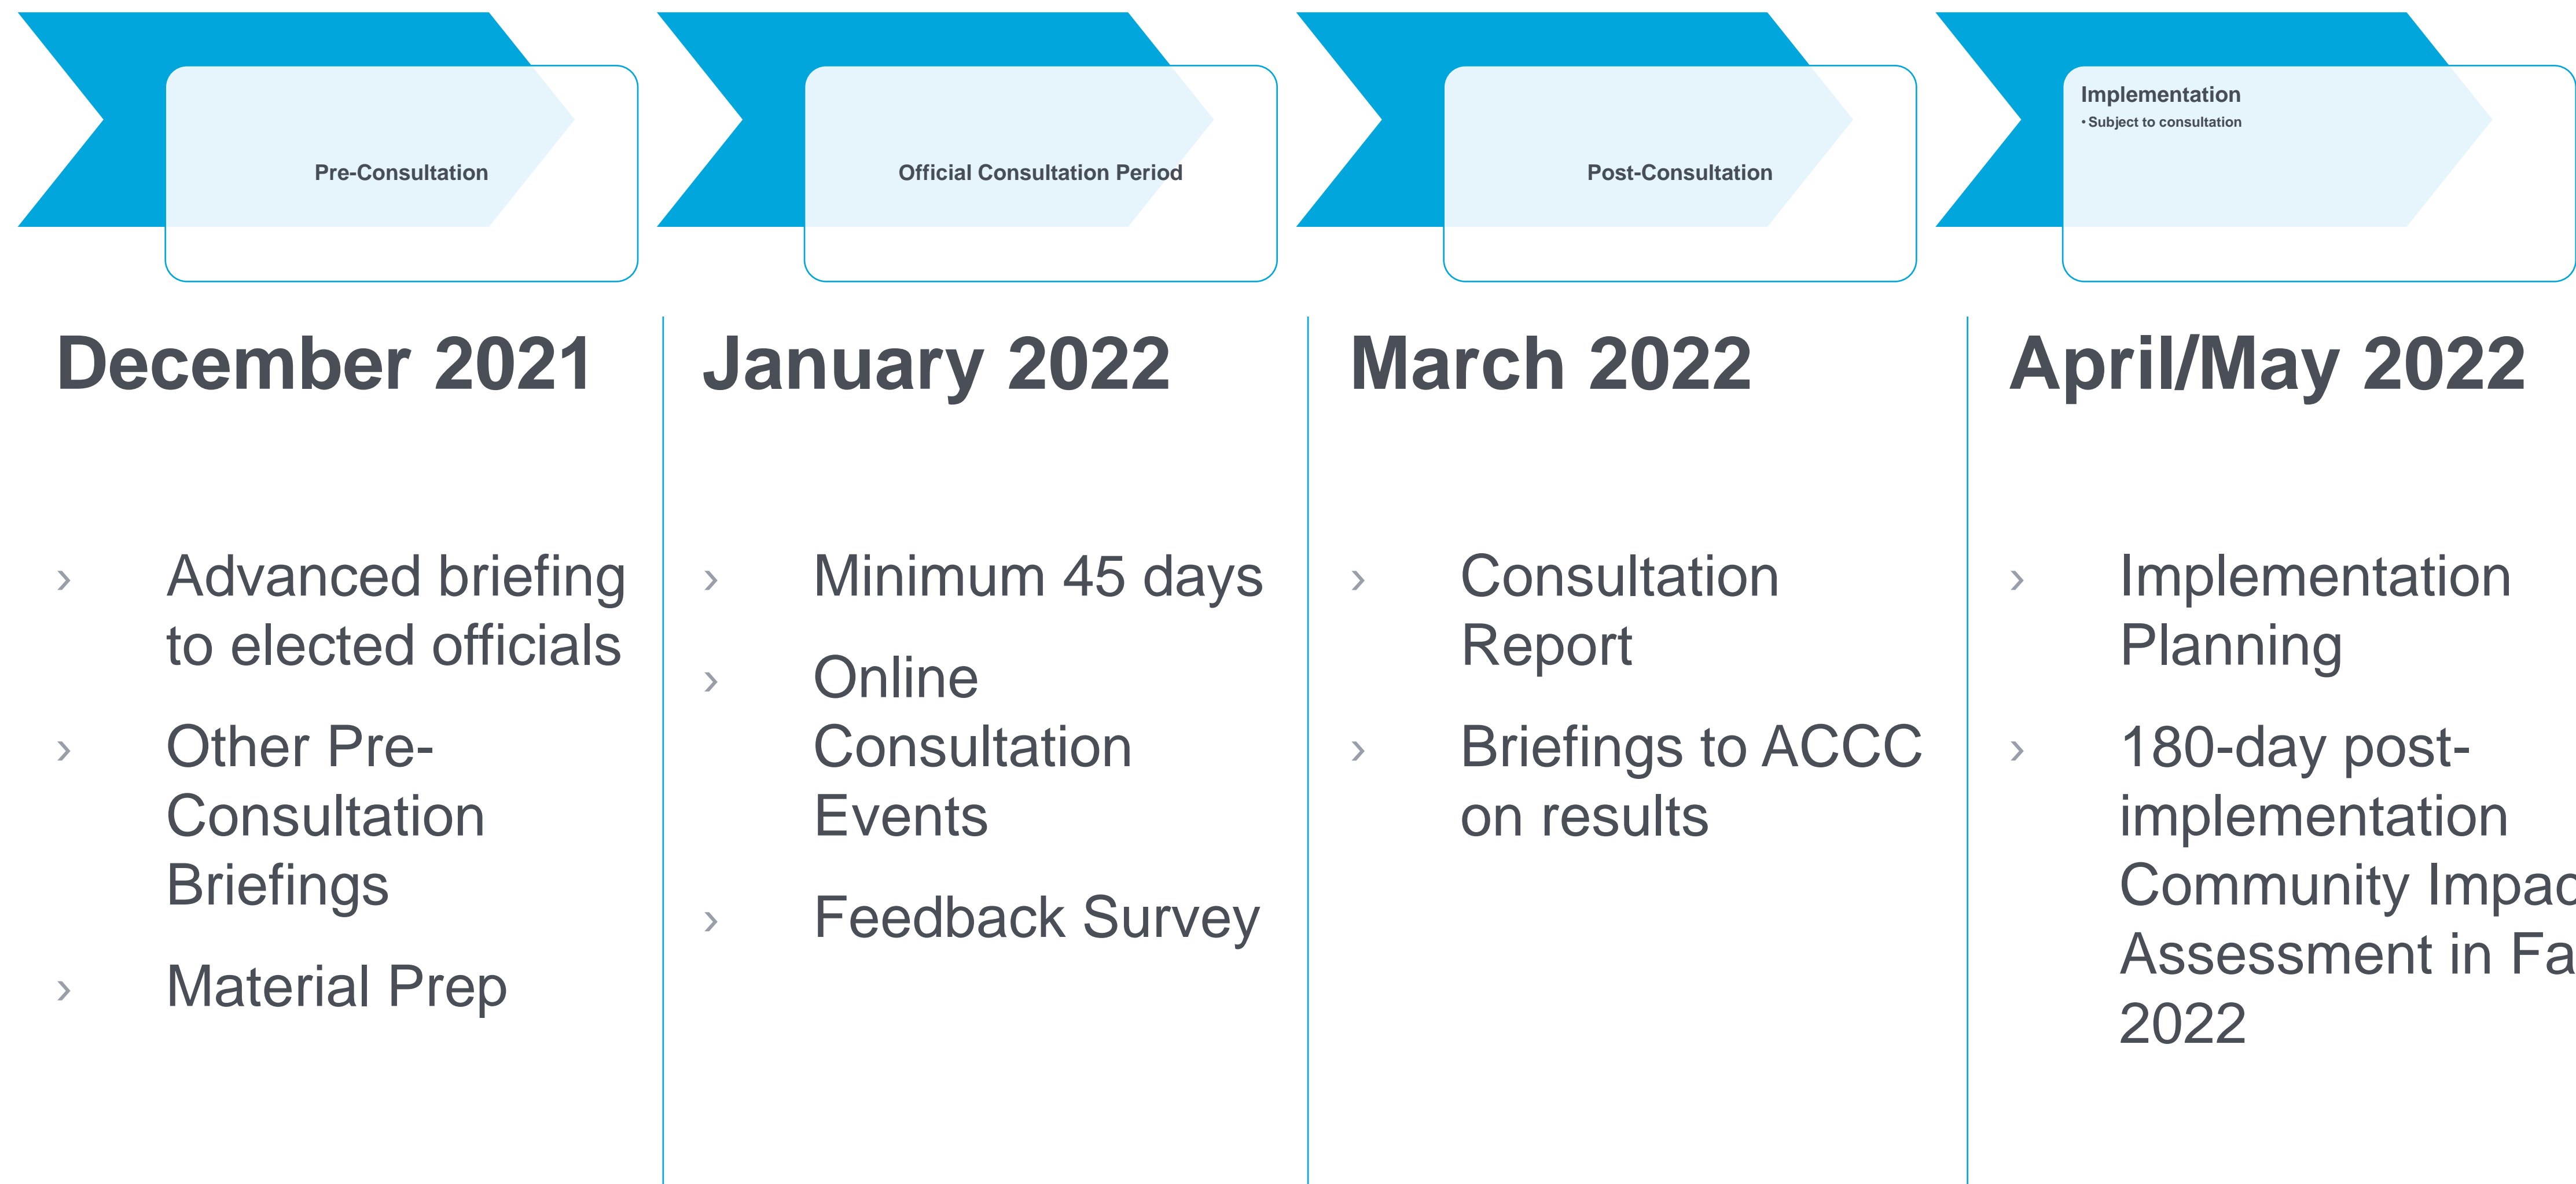 Pre-Consultation
Official Consultation Period
Post-Consultation
Implementation
• Subject to consultation
December 2021
› Advanced briefing
to elected officials
› Other Pre-
Consultation
Briefings
› Material Prep
January 2022
› Minimum 45 days
› Online
Consultation
Events
› Feedback Survey
March 2022
› Consultation
Report
› Briefings to ACCC
on results
April/May 2022
› Implementation
Planning
› 180-day post-
implementation
Community
Assessment in
2022